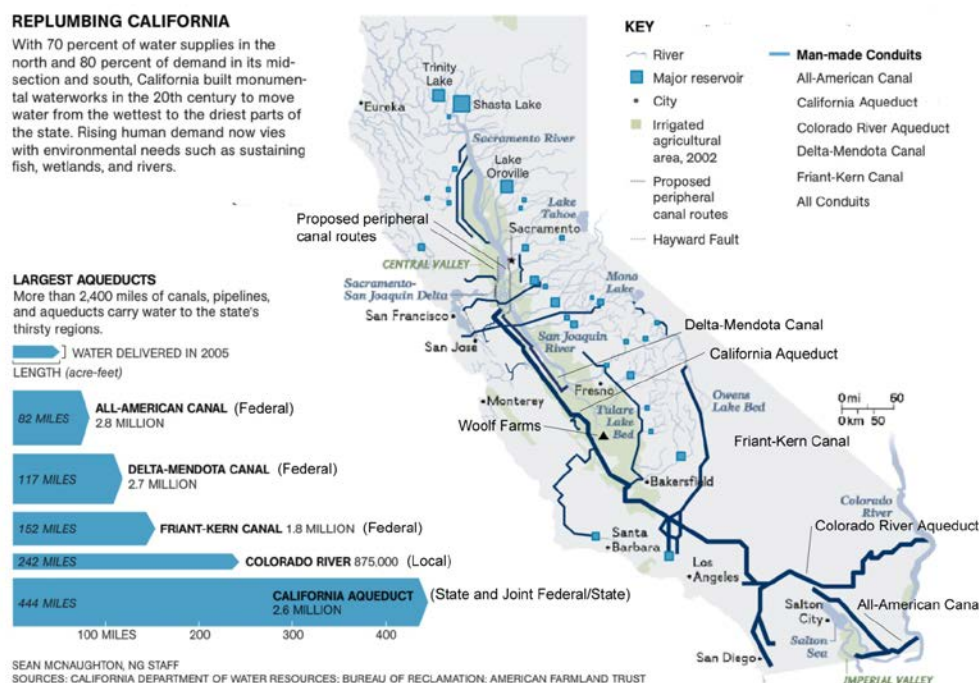 REPLUMBING CALIFORNIA
With 70 percent of water supplies in the
north and 80 percent of demand in its mid-
section and south, California built monumen-
tal waterworks in the 20th century to move
water from the wettest to the driest parts of
the state. Rising human demand now vies
with environmental needs such as sustaining
fish, wetlands, and rivers.
KEY
River
Major reservoir
City
Irrigated
agricultural
area, 2002
Proposed
peripheral
canal routes
Hayward Fault
Man-made Conduits
All-American Canal
California Aqueduct
Colorado River Aqueduct
Delta-Mendota Canal
Friant-Kern Canal
All Conduits
Trinity
Lake
Shasta Lake
Eureka
Sacramento River
Lake
Oroville
Lake
Tahoe
Proposed peripheral
canal routes
Sacramento
CENTRAL VALLEY
Sacramento-
San Joaquin Delta
Mono
Lake
San Francisco
San José
San Joaquin
River
Delta-Mendota Canal
California Aqueduct
Fresno
Monterey
Tulare
Lake
Bed
Owens
Lake Bed
Woolf Farms
Friant-Kern Canal
0 mi 50
0 km 50
Bakersfield
Colorado
River
Colorado River Aqueduct
Santa
Barbara
Los
Angeles
Salton
City
All-American Canal
Salton
Sea
San Diego
IMPERIAL VALLEY
LARGEST AQUEDUCTS
More than 2,400 miles of canals, pipelines,
and aqueducts carry water to the state's
thirsty regions.
WATER DELIVERED IN 2005
LENGTH (acre-feet)
82 MILES
ALL-AMERICAN CANAL (Federal)
2.8 MILLION
117 MILES
DELTA-MENDOTA CANAL (Federal)
2.7 MILLION
152 MILES
FRIANT-KERN CANAL 1.8 MILLION (Federal)
242 MILES
COLORADO RIVER 875,000 (Local)
444 MILES
CALIFORNIA AQUEDUCT (State and Joint Federal/State)
2.6 MILLION
100 MILES 200 300 400
SEAN MCNAUGHTON, NG STAFF
SOURCES: CALIFORNIA DEPARTMENT OF WATER RESOURCES; BUREAU OF RECLAMATION; AMERICAN FARMLAND TRUST